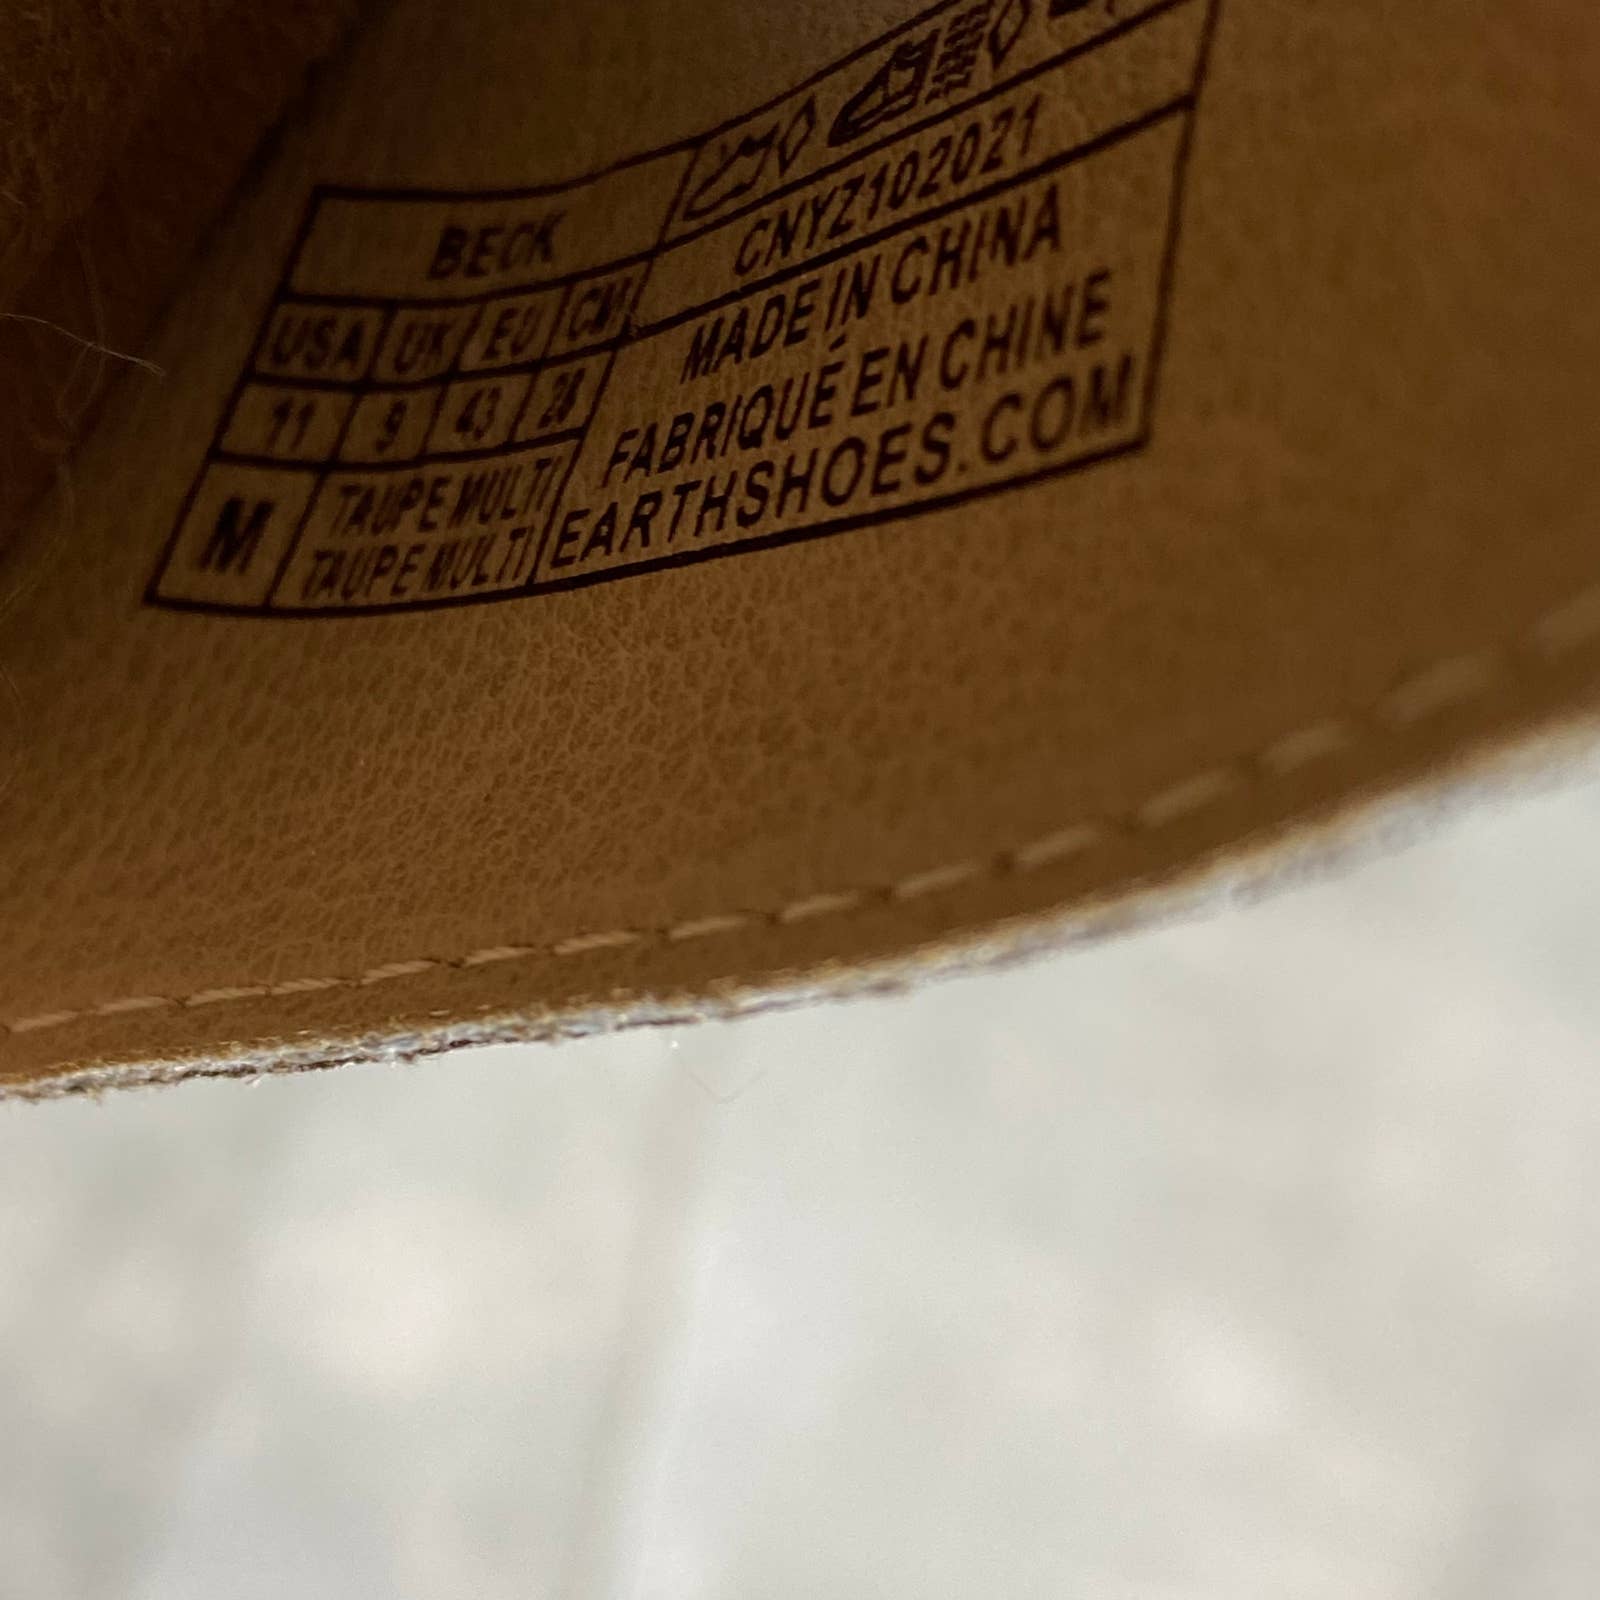 BECK
CNYZ102021
USA UK EU CM
11 9 43 28
MADE IN CHINA
FABRIQUÉ EN CHINE
M
TAUPE MULTI
TAUPE MULTI
EARTHSHOES.COM